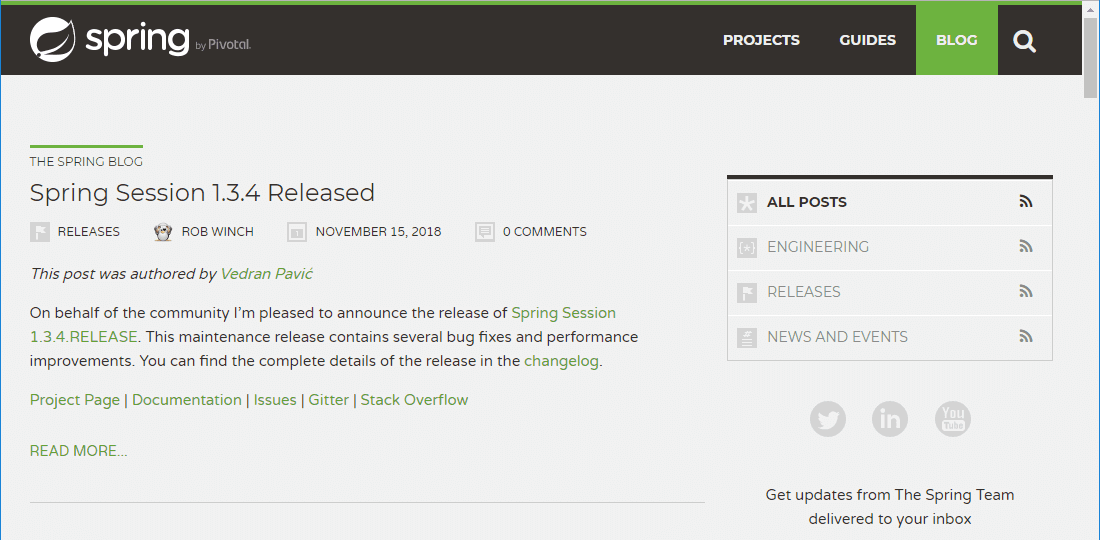 spring by Pivotal.
PROJECTS GUIDES BLOG
THE SPRING BLOG
Spring Session 1.3.4 Released
RELEASES ROB WINCH 1 NOVEMBER 15, 2018 0 COMMENTS
This post was authored by Vedran Pavić
On behalf of the community I'm pleased to announce the release of Spring Session
1.3.4.RELEASE. This maintenance release contains several bug fixes and performance
improvements. You can find the complete details of the release in the changelog.
Project Page | Documentation | Issues | Gitter | Stack Overflow
READ MORE...
ALL POSTS
ENGINEERING
RELEASES
NEWS AND EVENTS
in You
Tube
Get updates from The Spring Team
delivered to your inbox